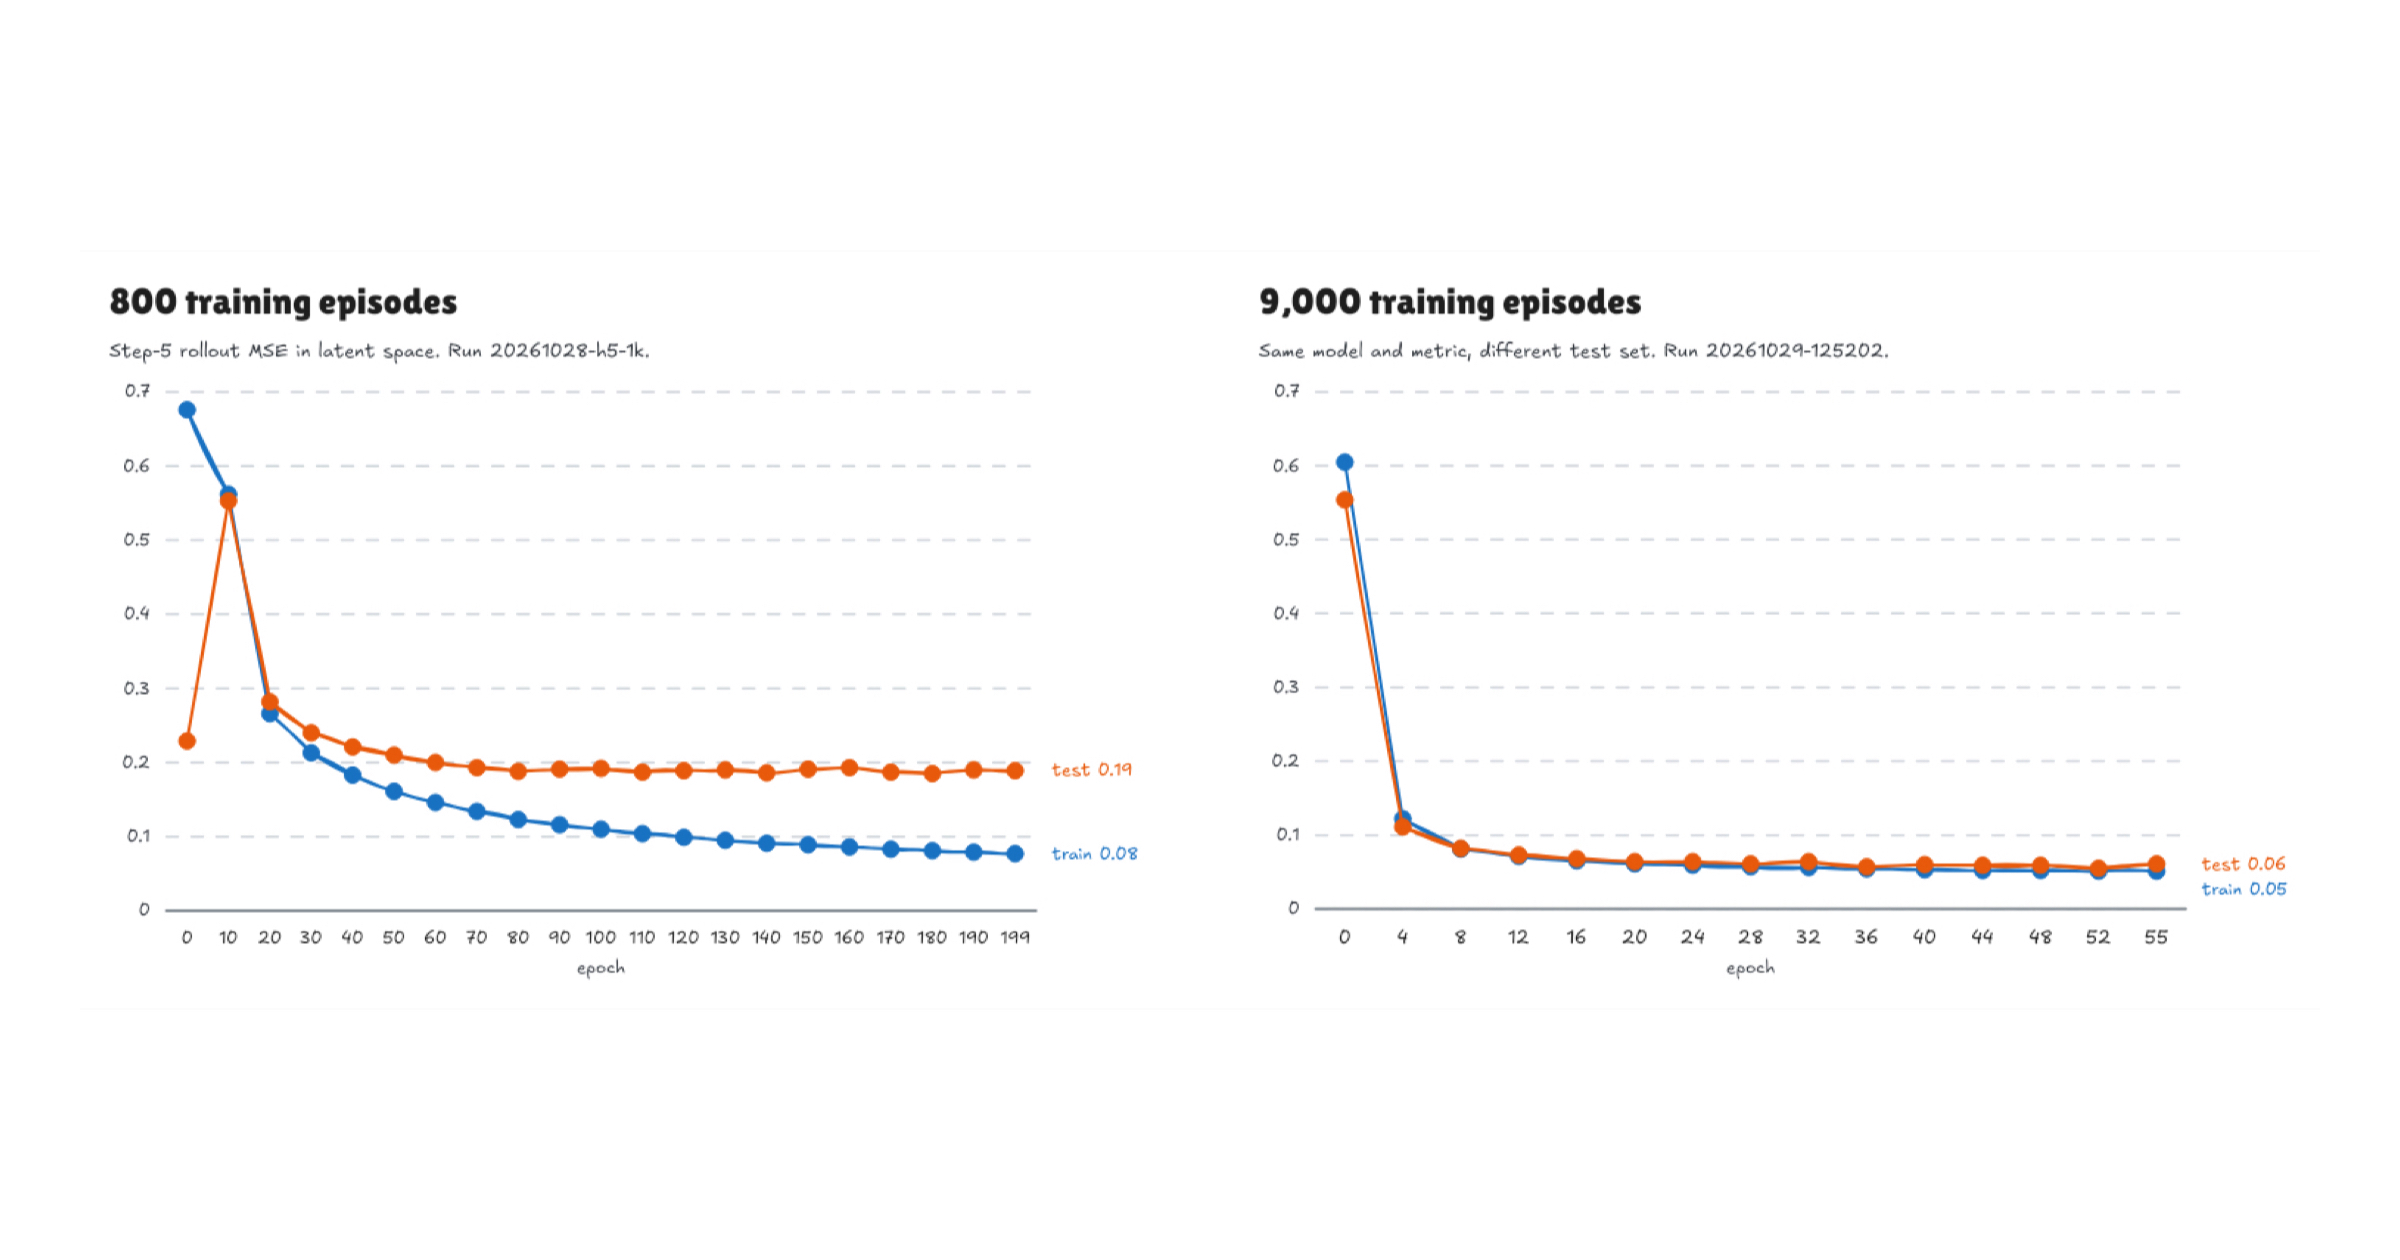 800 training episodes
Step-5 rollout MSE in latent space. Run 20261028-h5-1k.
0.7
0.6
0.5
0.4
0.3
0.2
0.1
0
0 10 20 30 40 50 60 70 80 90 100 110 120 130 140 150 160 170 180 190 199
epoch
test 0.19
train 0.08
9,000 training episodes
Same model and metric, different test set. Run 20261029-125202.
0.7
0.6
0.5
0.4
0.3
0.2
0.1
0
0 4 8 12 16 20 24 28 32 36 40 44 48 52 55
epoch
test 0.06
train 0.05